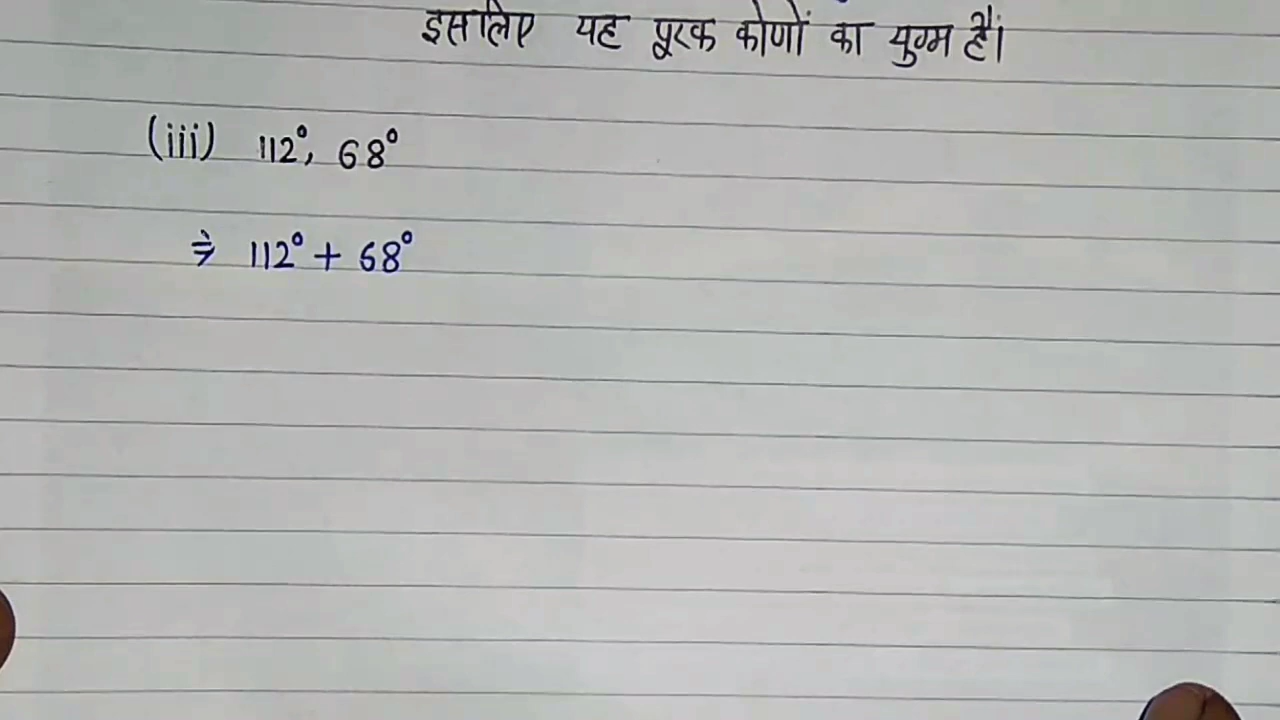 इसलिए यह पूरक कोणों का युग्म है।
(iii) 112°, 68°
⇒ 112° + 68°